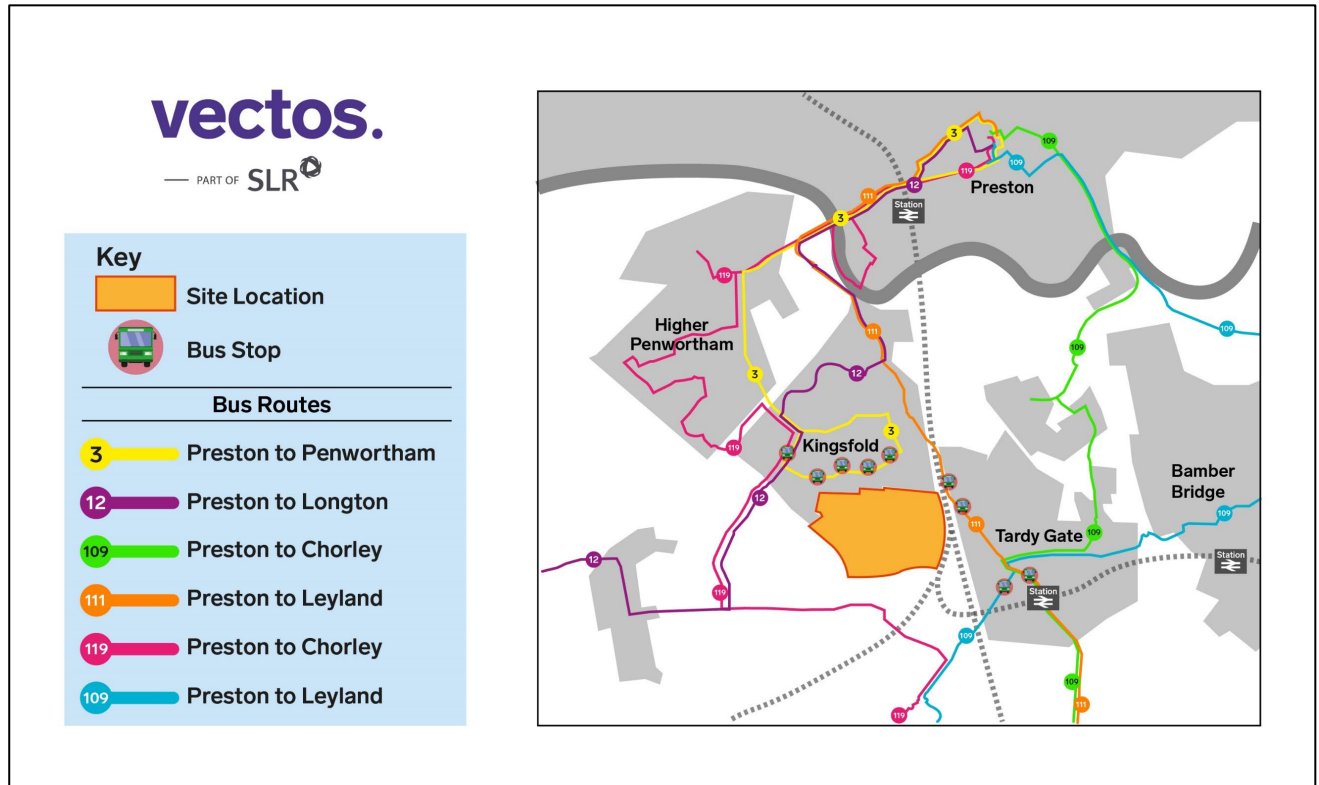 vectos.
PART OF SLR
Key
Site Location
Bus Stop
Bus Routes
3 Preston to Penwortham
12 Preston to Longton
109 Preston to Chorley
111 Preston to Leyland
119 Preston to Chorley
109 Preston to Leyland
3
109
109
119
Preston
12
111
Station
3
119
109
Higher
Penwortham
111
109
3
12
3
Kingsfold
119
Bamber
Bridge
12
109
111
Tardy Gate
109
12
Station
119
Station
109
109
111
119